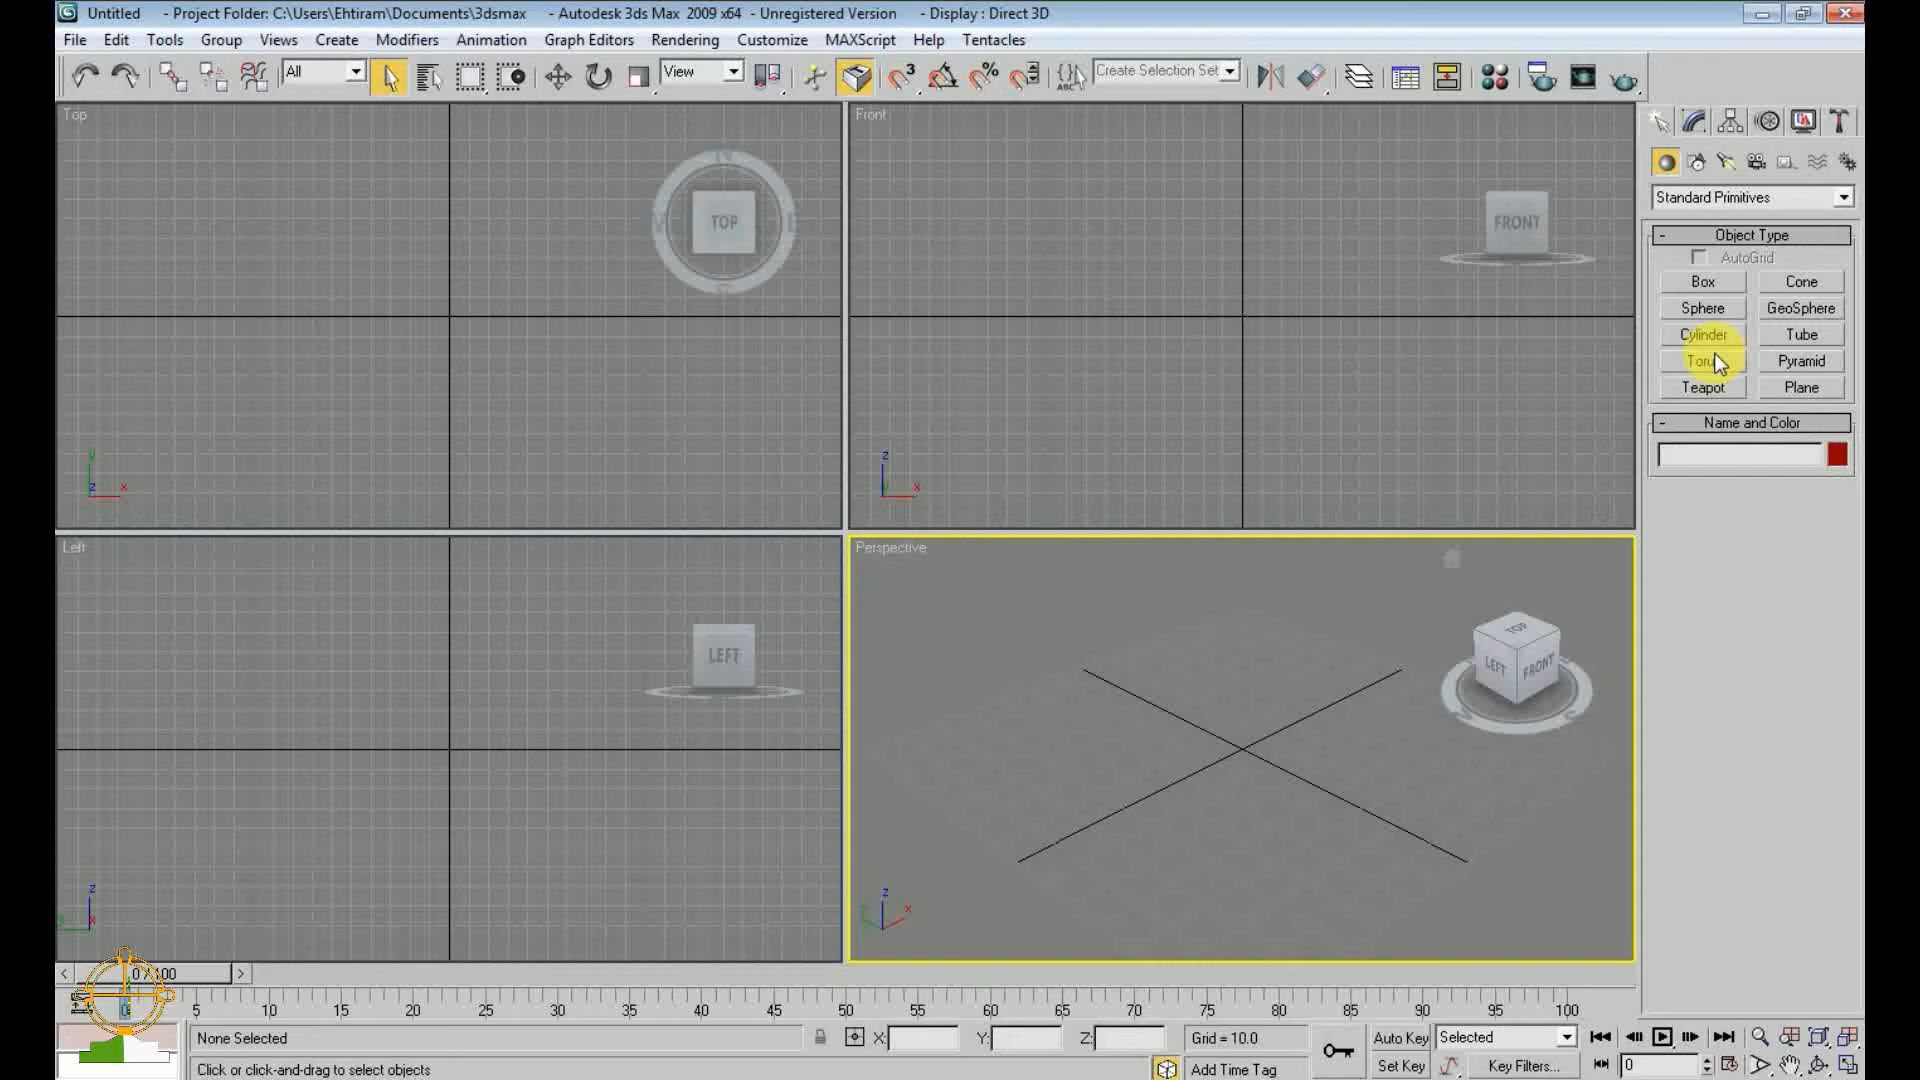 Untitled - Project Folder: C:\Users\Ehtiram\Documents\3dsmax - Autodesk 3ds Max 2009 x64 - Unregistered Version - Display : Direct 3D
File Edit Tools Group Views Create Modifiers Animation Graph Editors Rendering Customize MAXScript Help Tentacles
All View 3 % ABC Create Selection Set
Top Front
TOP FRONT
Standard Primitives
- Object Type
AutoGrid
Box Cone
Sphere GeoSphere
Cylinder Tube
Pyramid
Teapot Plane
- Name and Color
y z x z
z y x x
Left Perspective
LEFT
TOP LEFT FRONT
z x
z x
< 0 / 100 >
0 5 10 15 20 25 30 35 40 45 50 55 60 65 70 75 80 85 90 95 100
None Selected X: Y: Z: Grid = 10.0 Auto Key Selected
Click or click-and-drag to select objects Add Time Tag Set Key Key Filters... 0